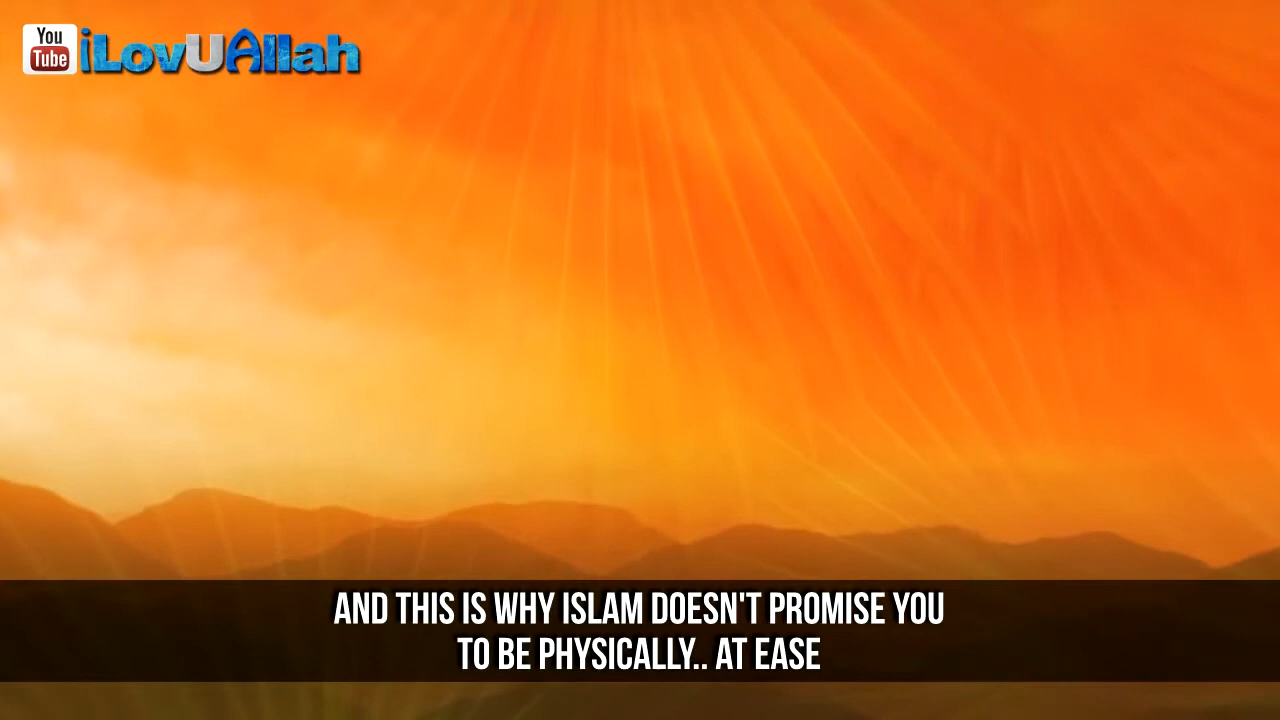 You
Tube
iLovUAllah
AND THIS IS WHY ISLAM DOESN'T PROMISE YOU
TO BE PHYSICALLY.. AT EASE